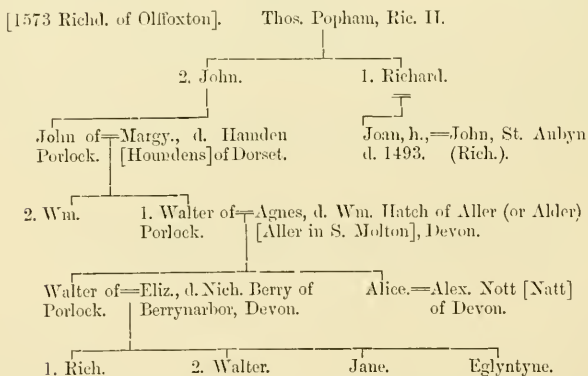 [1573 Richd. of Olffoxton]. Thos. Popham, Ric. II.
2. John. 1. Richard.
John of Margy., d. Hamden Joan, h., John, St. Aubyn
Porlock. [Houndens] of Dorset. d. 1493. (Rich.).
2. Wm. 1. Walter of Agnes, d. Wm. Hatch of Aller (or Alder)
Porlock. [Aller in S. Molton], Devon.
Walter of Eliz., d. Nich. Berry of Alice. Alex. Nott [Natt]
Porlock. Berrynarbor, Devon. of Devon.
1. Rich. 2. Walter. Jane. Eglyntyne.